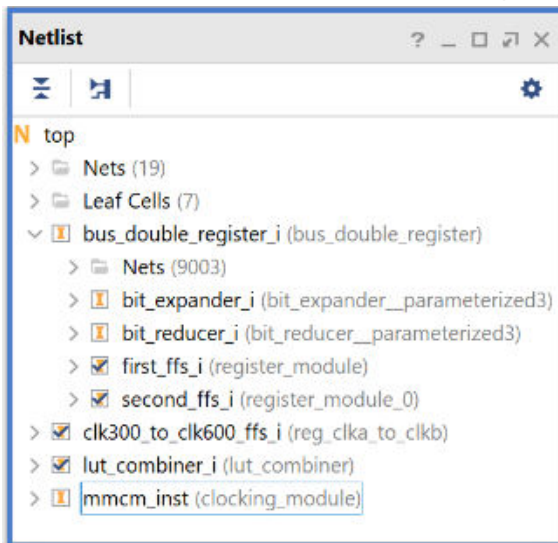 Netlist
N top
Nets (19)
Leaf Cells (7)
bus_double_register_i (bus_double_register)
Nets (9003)
bit_expander_i (bit_expander__parameterized3)
bit_reducer_i (bit_reducer__parameterized3)
first_ffs_i (register_module)
second_ffs_i (register_module_0)
clk300_to_clk600_ffs_i (reg_clka_to_clkb)
lut_combiner_i (lut_combiner)
mmcm_inst (clocking_module)